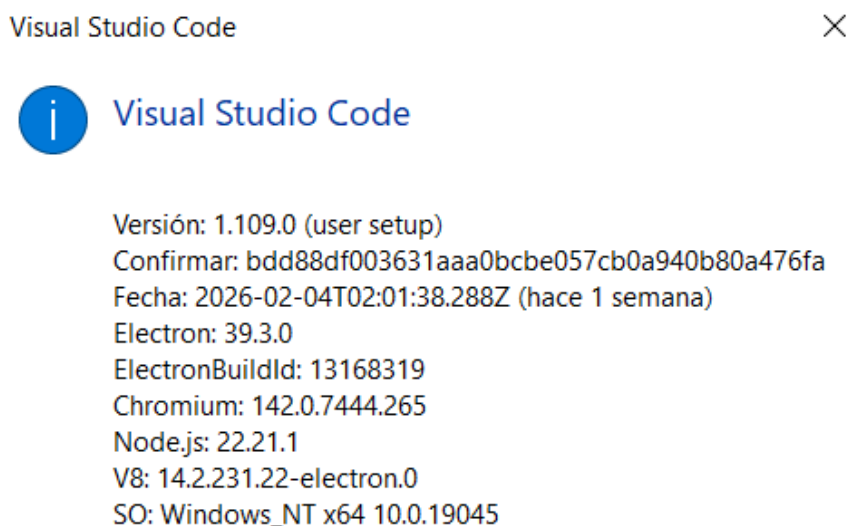 Visual Studio Code
Visual Studio Code
Versión: 1.109.0 (user setup)
Confirmar: bdd88df003631aaa0bcbe057cb0a940b80a476fa
Fecha: 2026-02-04T02:01:38.288Z (hace 1 semana)
Electron: 39.3.0
ElectronBuildId: 13168319
Chromium: 142.0.7444.265
Node.js: 22.21.1
V8: 14.2.231.22-electron.0
SO: Windows_NT x64 10.0.19045